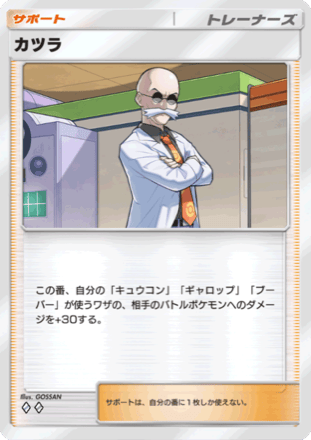 サポート
トレーナーズ
カツラ
この番、自分の「キュウコン」「ギャロップ」「ブー
バー」が使うワザの、相手のバトルポケモンへのダメー
ジを+30する。
Illus. GOSSAN
サポートは、自分の番に1枚しか使えない。